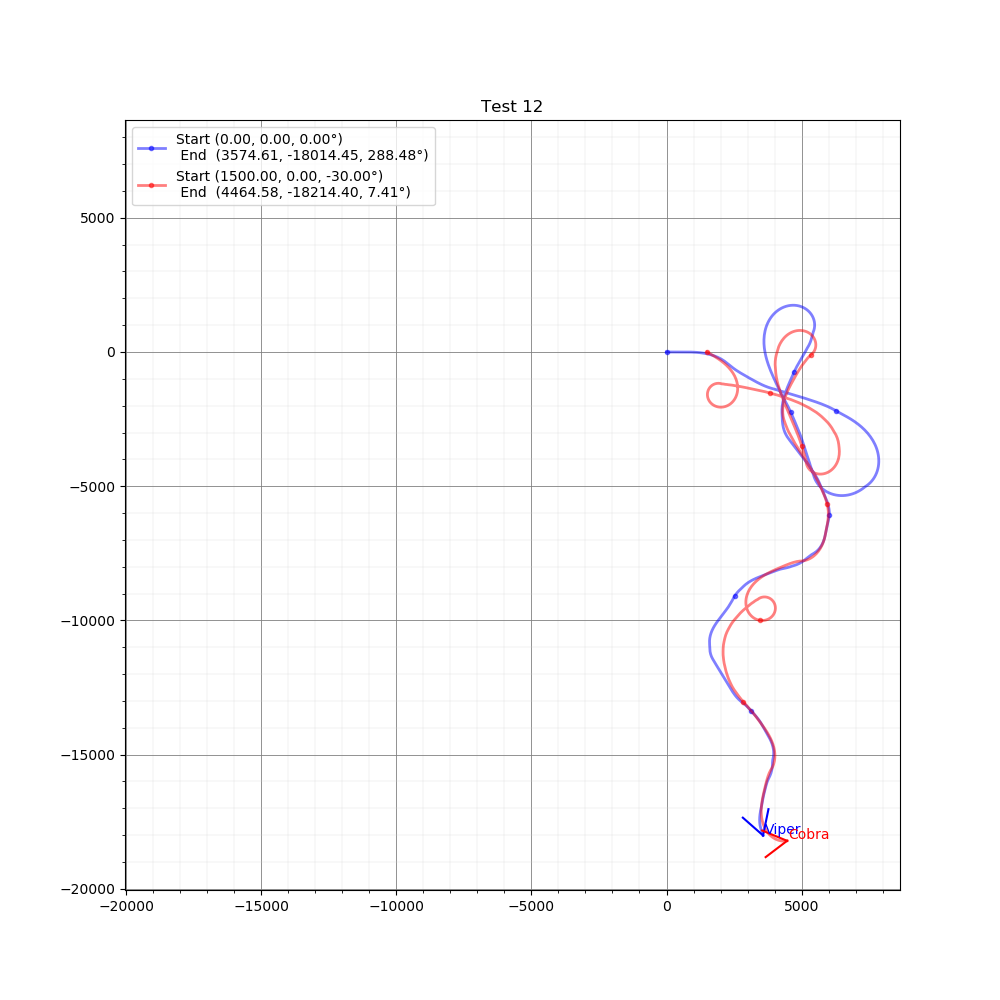 Test 12
Start (0.00, 0.00, 0.00°)
End (3574.61, -18014.45, 288.48°)
Start (1500.00, 0.00, -30.00°)
End (4464.58, -18214.40, 7.41°)
5000
0
−5000
−10000
−15000
−20000
Viper
Cobra
−20000 −15000 −10000 −5000 0 5000